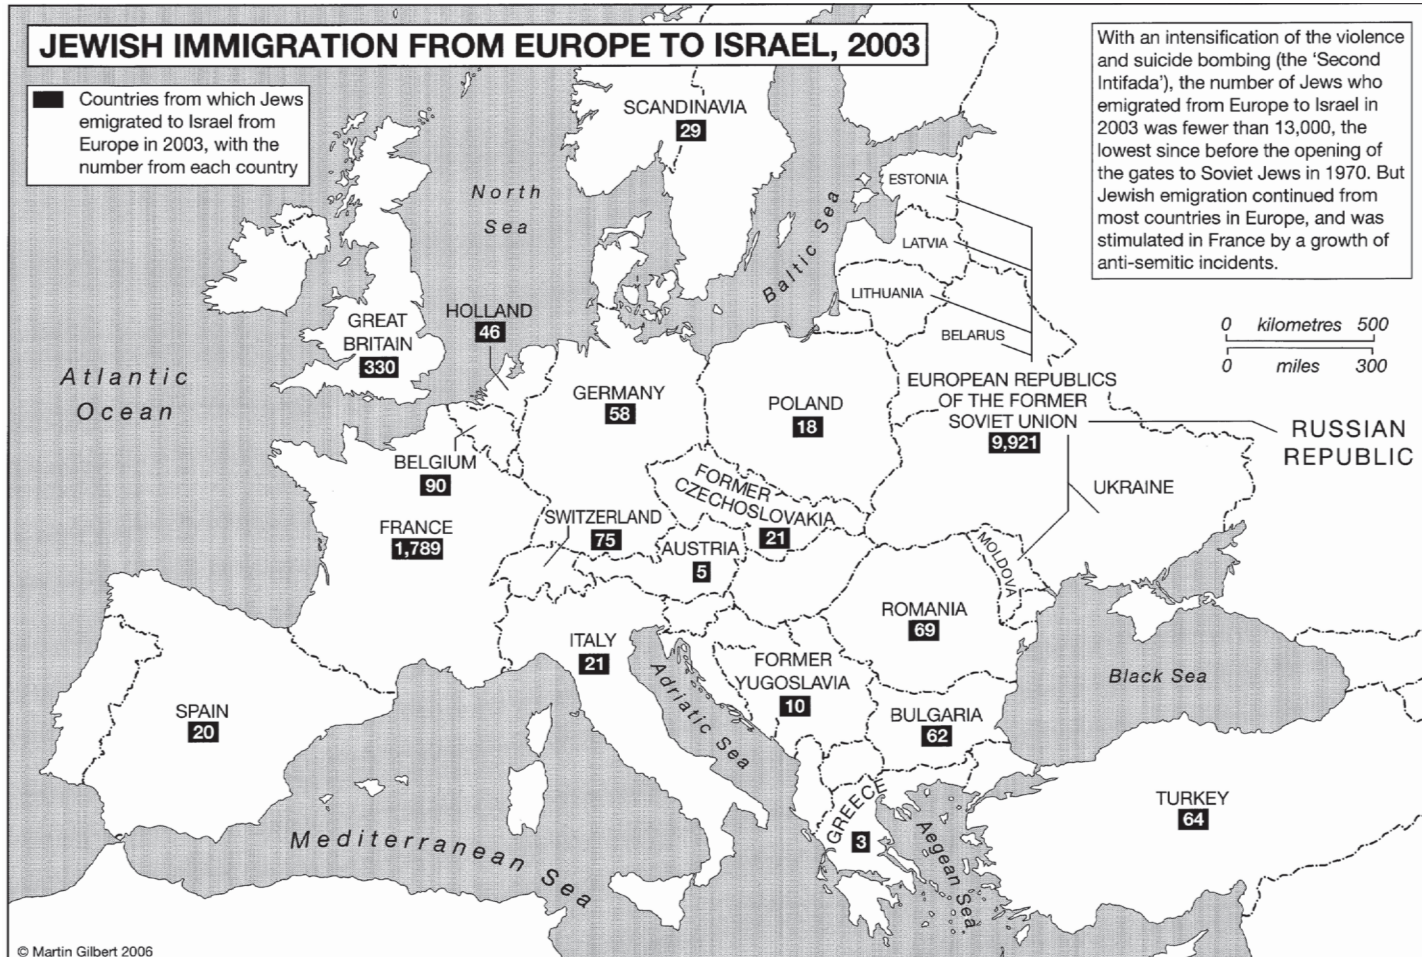 JEWISH IMMIGRATION FROM EUROPE TO ISRAEL, 2003
Countries from which Jews
emigrated to Israel from
Europe in 2003, with the
number from each country
With an intensification of the violence
and suicide bombing (the ‘Second
Intifada’), the number of Jews who
emigrated from Europe to Israel in
2003 was fewer than 13,000, the
lowest since before the opening of
the gates to Soviet Jews in 1970. But
Jewish emigration continued from
most countries in Europe, and was
stimulated in France by a growth of
anti-semitic incidents.
0 kilometres 500
0 miles 300
SCANDINAVIA
29
North
Sea
Baltic Sea
ESTONIA
LATVIA
LITHUANIA
BELARUS
HOLLAND
46
GREAT
BRITAIN
330
Atlantic
Ocean
GERMANY
58
POLAND
18
EUROPEAN REPUBLICS
OF THE FORMER
SOVIET UNION
9,921
RUSSIAN
REPUBLIC
BELGIUM
90
FORMER
CZECHOSLOVAKIA
21
UKRAINE
FRANCE
1,789
SWITZERLAND
75
AUSTRIA
5
MOLDOVA
ROMANIA
69
ITALY
21
Adriatic Sea
FORMER
YUGOSLAVIA
10
Black Sea
SPAIN
20
BULGARIA
62
GREECE
3
Aegean Sea
TURKEY
64
Mediterranean Sea
© Martin Gilbert 2006